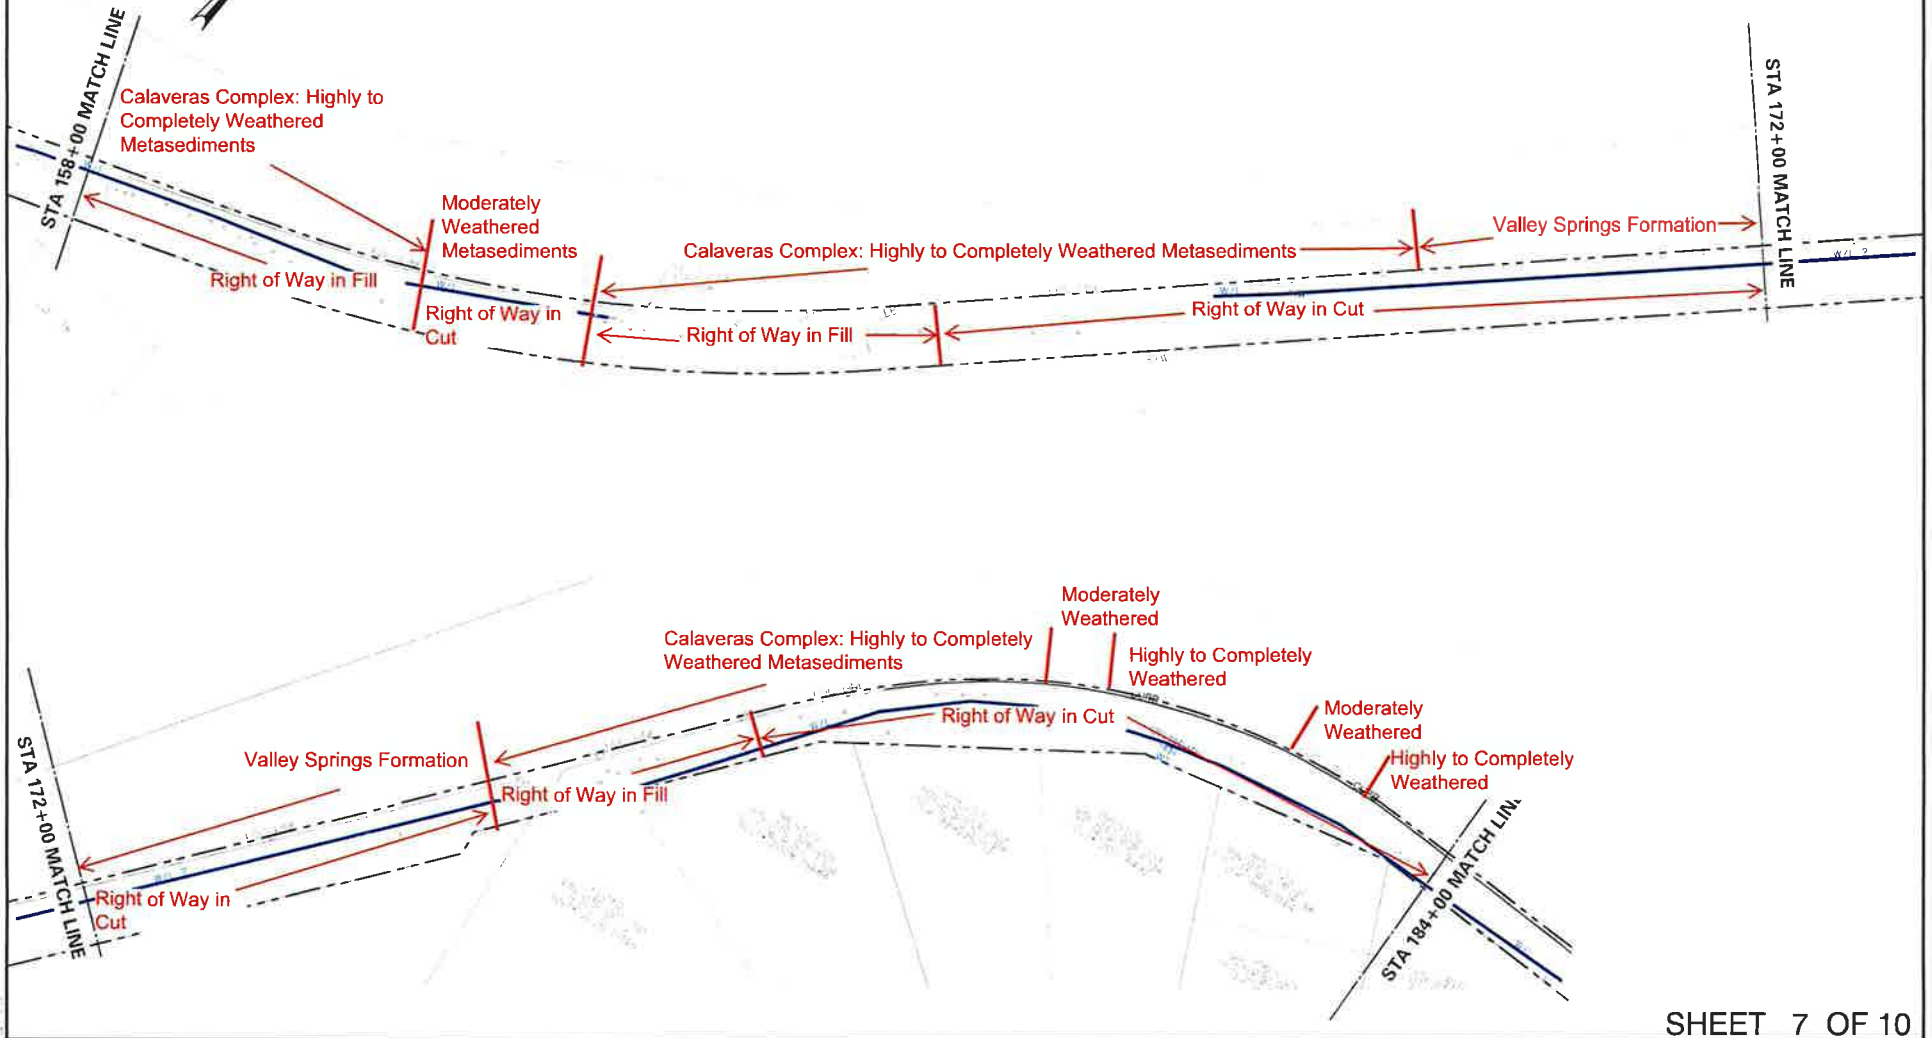 STA 158+00 MATCH LINE
Calaveras Complex: Highly to
Completely Weathered
Metasediments
Moderately
Weathered
Metasediments
Right of Way in Fill
Right of Way in
Cut
Calaveras Complex: Highly to Completely Weathered Metasediments
Right of Way in Fill
Valley Springs Formation
Right of Way in Cut
STA 172+00 MATCH LINE
STA 172+00 MATCH LINE
Valley Springs Formation
Right of Way in
Cut
Calaveras Complex: Highly to Completely
Weathered Metasediments
Right of Way in Fill
Right of Way in Cut
Moderately
Weathered
Highly to Completely
Weathered
Moderately
Weathered
Highly to Completely
Weathered
STA 184+00 MATCH LINE
SHEET 7 OF 10